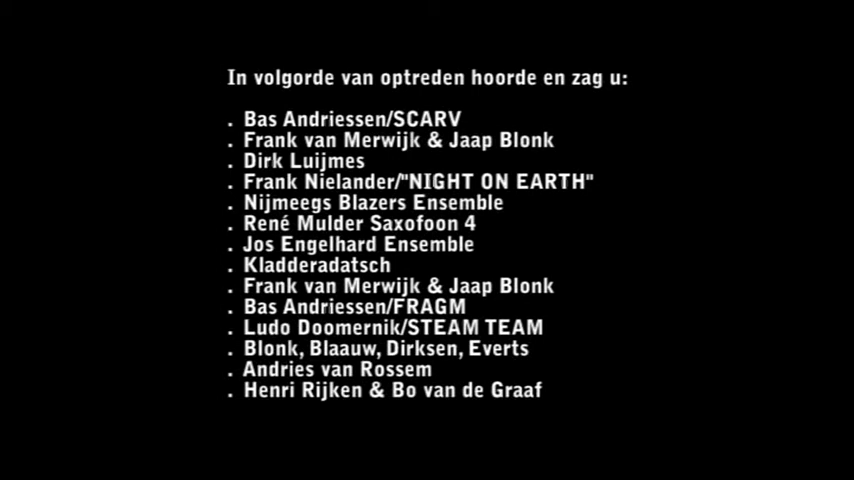 In volgorde van optreden hoorde en zag u:
. Bas Andriessen/SCARV
. Frank van Merwijk & Jaap Blonk
. Dirk Luijmes
. Frank Nielander/"NIGHT ON EARTH"
. Nijmeegs Blazers Ensemble
. René Mulder Saxofoon 4
. Jos Engelhard Ensemble
. Kladderadatsch
. Frank van Merwijk & Jaap Blonk
. Bas Andriessen/FRAGM
. Ludo Doomernik/STEAM TEAM
. Blonk, Blaauw, Dirksen, Everts
. Andries van Rossem
. Henri Rijken & Bo van de Graaf